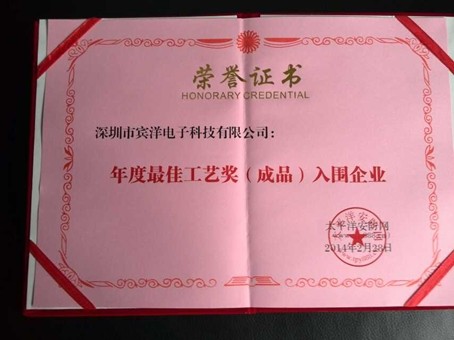 荣誉证书
HONORARY CREDENTIAL
深圳市宾洋电子科技有限公司：
年度最佳工艺奖（成品）入围企业
太平洋安防网
2014年2月28日